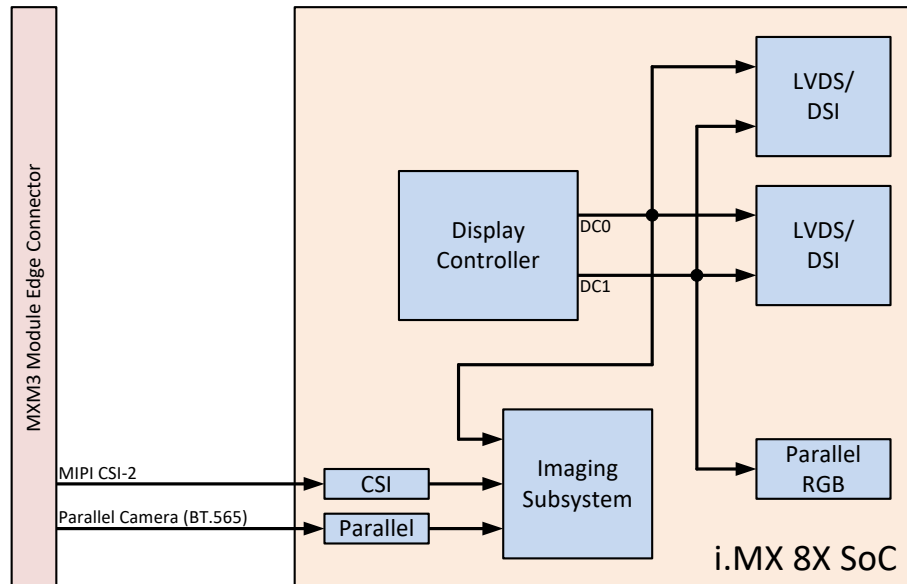 MXM3 Module Edge Connector
LVDS/
DSI
Display
Controller
DC0
DC1
LVDS/
DSI
MIPI CSI-2
CSI
Parallel Camera (BT.565)
Parallel
Imaging
Subsystem
Parallel
RGB
i.MX 8X SoC